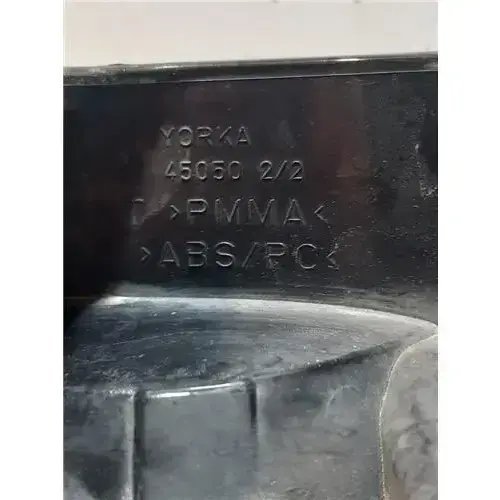 YORKA
45050 2/2
>PMMA<
>ABS/PC<